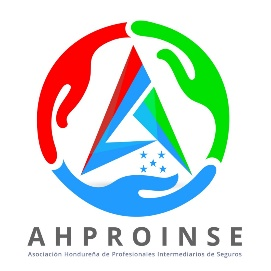 AHPROINSE
Asociación Hondureña de Profesionales Intermediarios de Seguros